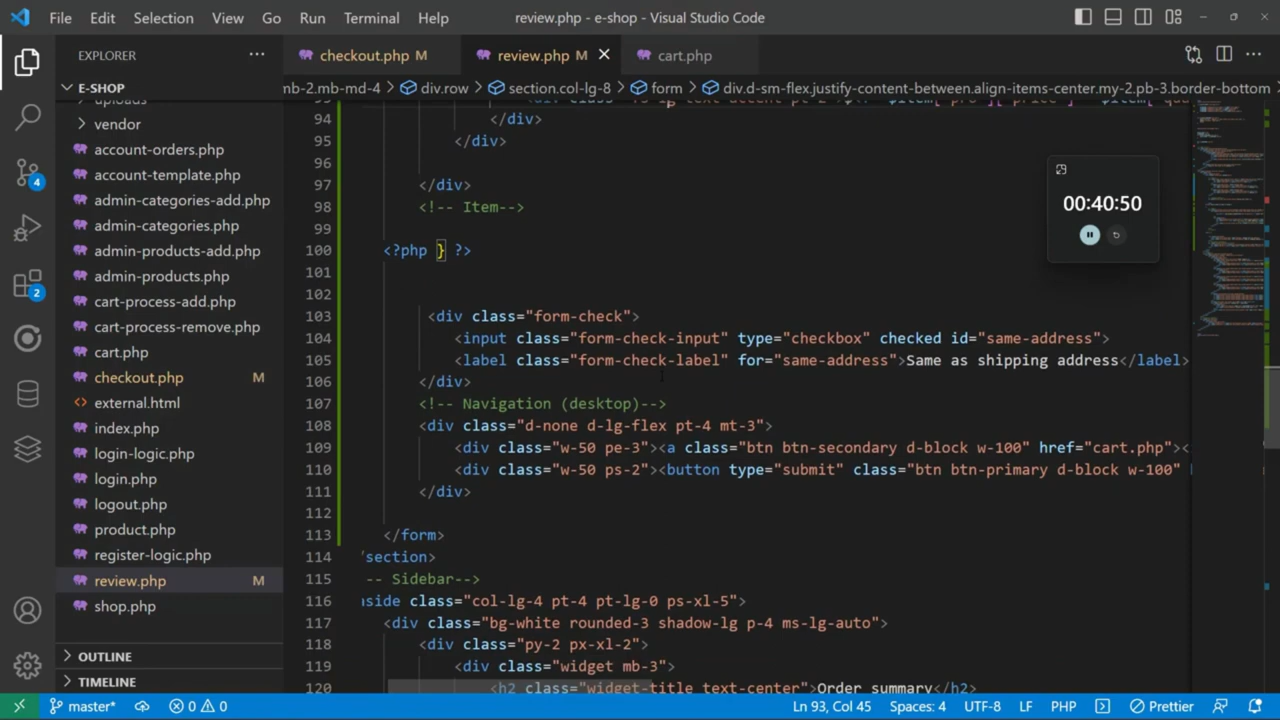 File Edit Selection View Go Run Terminal Help review.php - e-shop - Visual Studio Code
EXPLORER ··· checkout.php M review.php M cart.php
E-SHOP
mb-2.mb-md-4 > div.row > section.col-lg-8 > form > div.d-sm-flex.justify-content-between.align-items-center.my-2.pb-3.border-bottom
vendor
account-orders.php
account-template.php
admin-categories-add.php
admin-categories.php
admin-products-add.php
admin-products.php
cart-process-add.php
cart-process-remove.php
cart.php
checkout.php M
external.html
index.php
login-logic.php
login.php
logout.php
product.php
register-logic.php
review.php M
shop.php
OUTLINE
TIMELINE
4
2
94 </div>
95 </div>
96
97 </div>
98 <!-- Item-->
99
100 <?php } ?>
101
102
103 <div class="form-check">
104 <input class="form-check-input" type="checkbox" checked id="same-address">
105 <label class="form-check-label" for="same-address">Same as shipping address</label>
106 </div>
107 <!-- Navigation (desktop)-->
108 <div class="d-none d-lg-flex pt-4 mt-3">
109 <div class="w-50 pe-3"><a class="btn btn-secondary d-block w-100" href="cart.php"><
110 <div class="w-50 ps-2"><button type="submit" class="btn btn-primary d-block w-100"
111 </div>
112
113 </form>
114 /section>
115 -- Sidebar-->
116 aside class="col-lg-4 pt-4 pt-lg-0 ps-xl-5">
117 <div class="bg-white rounded-3 shadow-lg p-4 ms-lg-auto">
118 <div class="py-2 px-xl-2">
119 <div class="widget mb-3">
120 <h2 class="widget-title text-center">Order summary</h2>
00:40:50
master* 0 0 Ln 93, Col 45 Spaces: 4 UTF-8 LF PHP Prettier